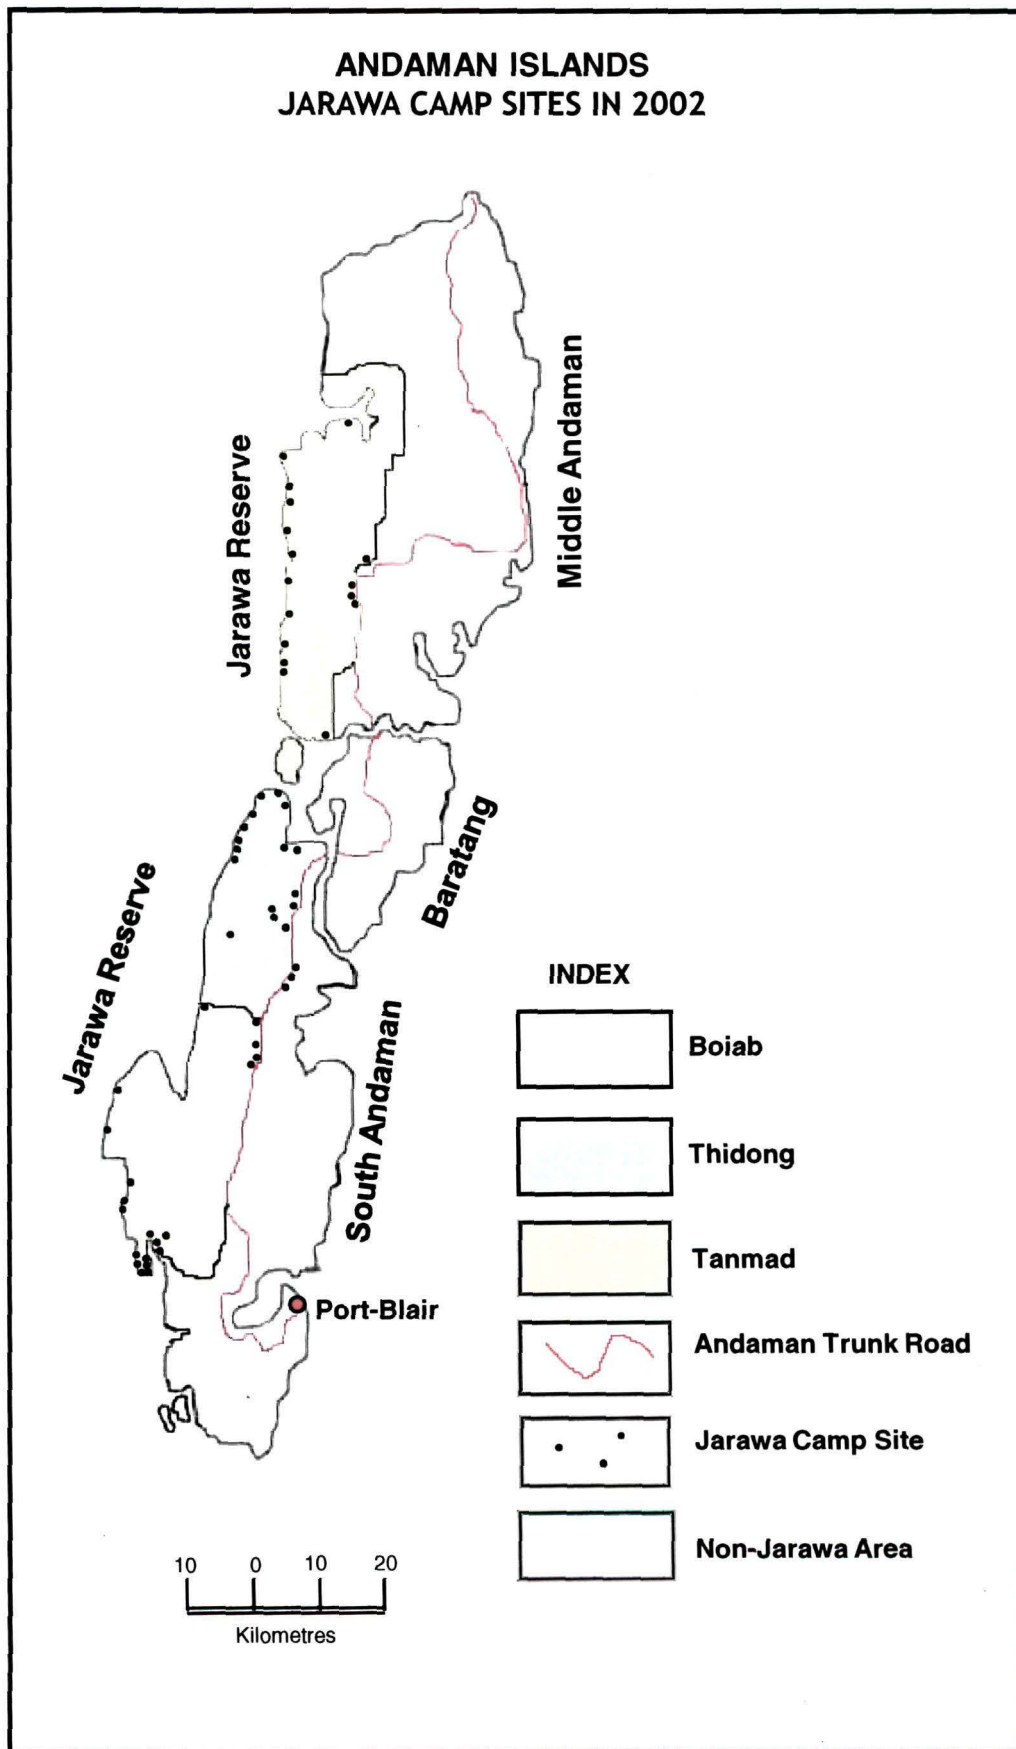 ANDAMAN ISLANDS
JARAWA CAMP SITES IN 2002
Jarawa Reserve
Middle Andaman
Baratang
Jarawa Reserve
South Andaman
Port-Blair
INDEX
Boiab
Thidong
Tanmad
Andaman Trunk Road
Jarawa Camp Site
Non-Jarawa Area
10 0 10 20
Kilometres